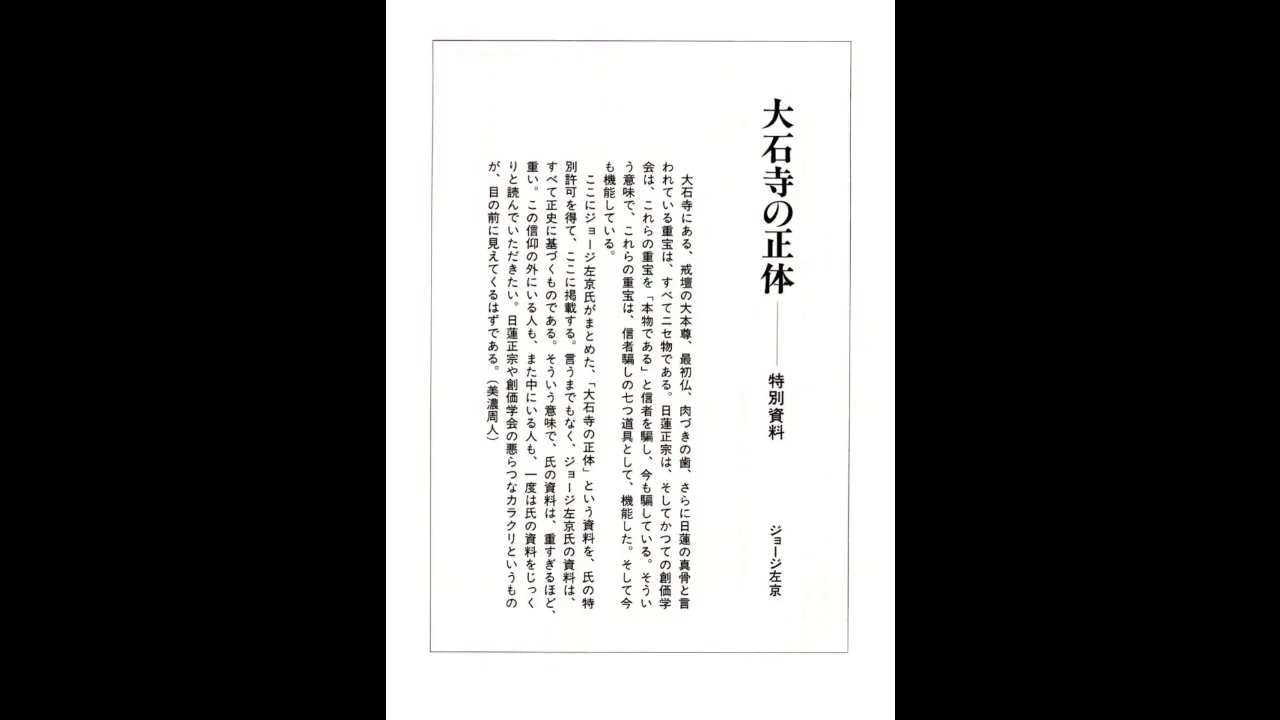 大石寺の正体――特別資料
ジョージ左京
大石寺にある、戒壇の大本尊、最初仏、肉づきの歯、さらに日蓮の真骨と言
われている重宝は、すべてニセ物である。日蓮正宗は、そしてかつての創価学
会は、これらの重宝を「本物である」と信者を騙し、今も騙している。そうい
う意味で、これらの重宝は、信者騙しの七つ道具として、機能した。そして今
も機能している。
ここにジョージ左京氏がまとめた、「大石寺の正体」という資料を、氏の特
別許可を得て、ここに掲載する。言うまでもなく、ジョージ左京氏の資料は、
すべて正史に基づくものである。そういう意味で、氏の資料は、重すぎるほど、
重い。この信仰の外にいる人も、また中にいる人も、一度は氏の資料をじっく
りと読んでいただきたい。日蓮正宗や創価学会の悪らつなカラクリというもの
が、目の前に見えてくるはずである。（美濃周人）